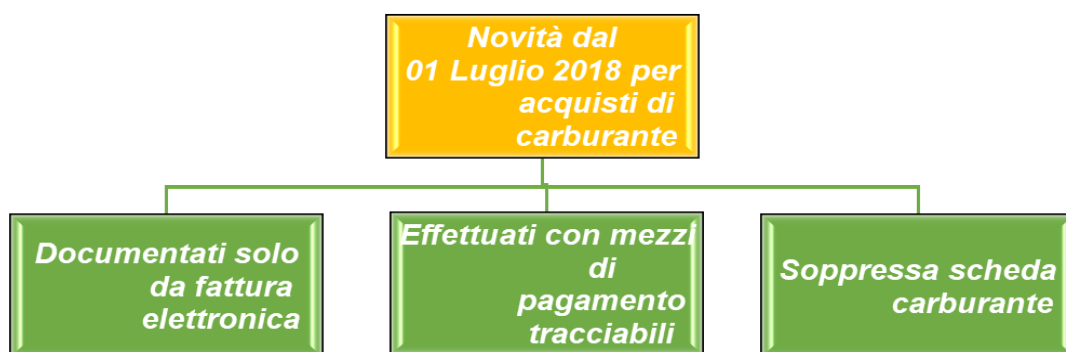 Novità dal
01 Luglio 2018 per
acquisti di
carburante
Documentati solo
da fattura
elettronica
Effettuati con mezzi
di
pagamento
tracciabili
Soppressa scheda
carburante